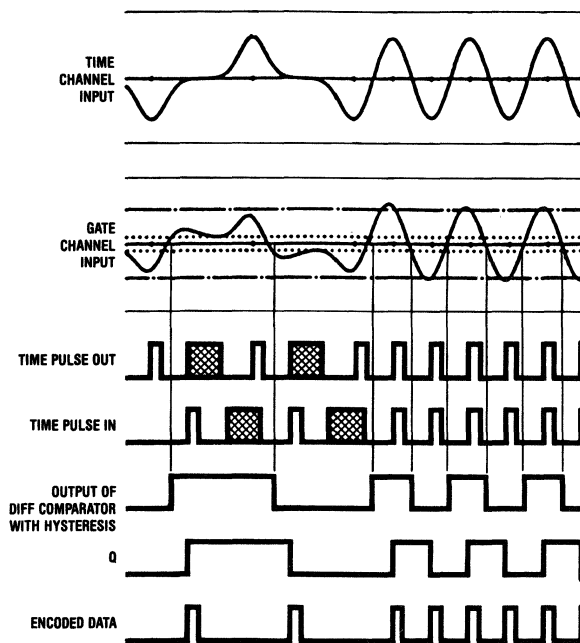 TIME
CHANNEL
INPUT
GATE
CHANNEL
INPUT
TIME PULSE OUT
TIME PULSE IN
OUTPUT OF
DIFF COMPARATOR
WITH HYSTERESIS
Q
ENCODED DATA